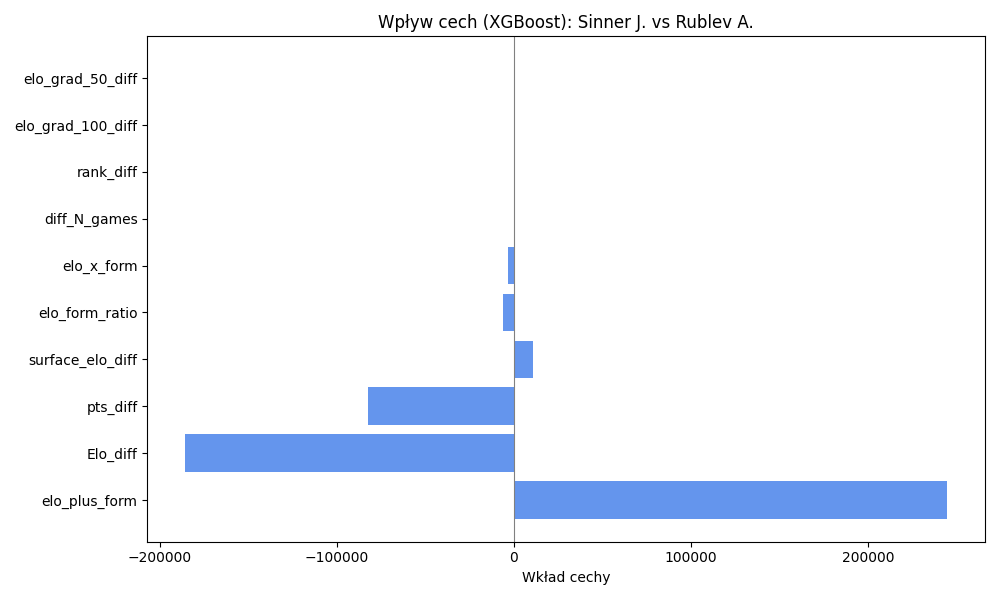 Wpływ cech (XGBoost): Sinner J. vs Rublev A.
elo_grad_50_diff
elo_grad_100_diff
rank_diff
diff_N_games
elo_x_form
elo_form_ratio
surface_elo_diff
pts_diff
Elo_diff
elo_plus_form
−200000 −100000 0 100000 200000
Wkład cechy